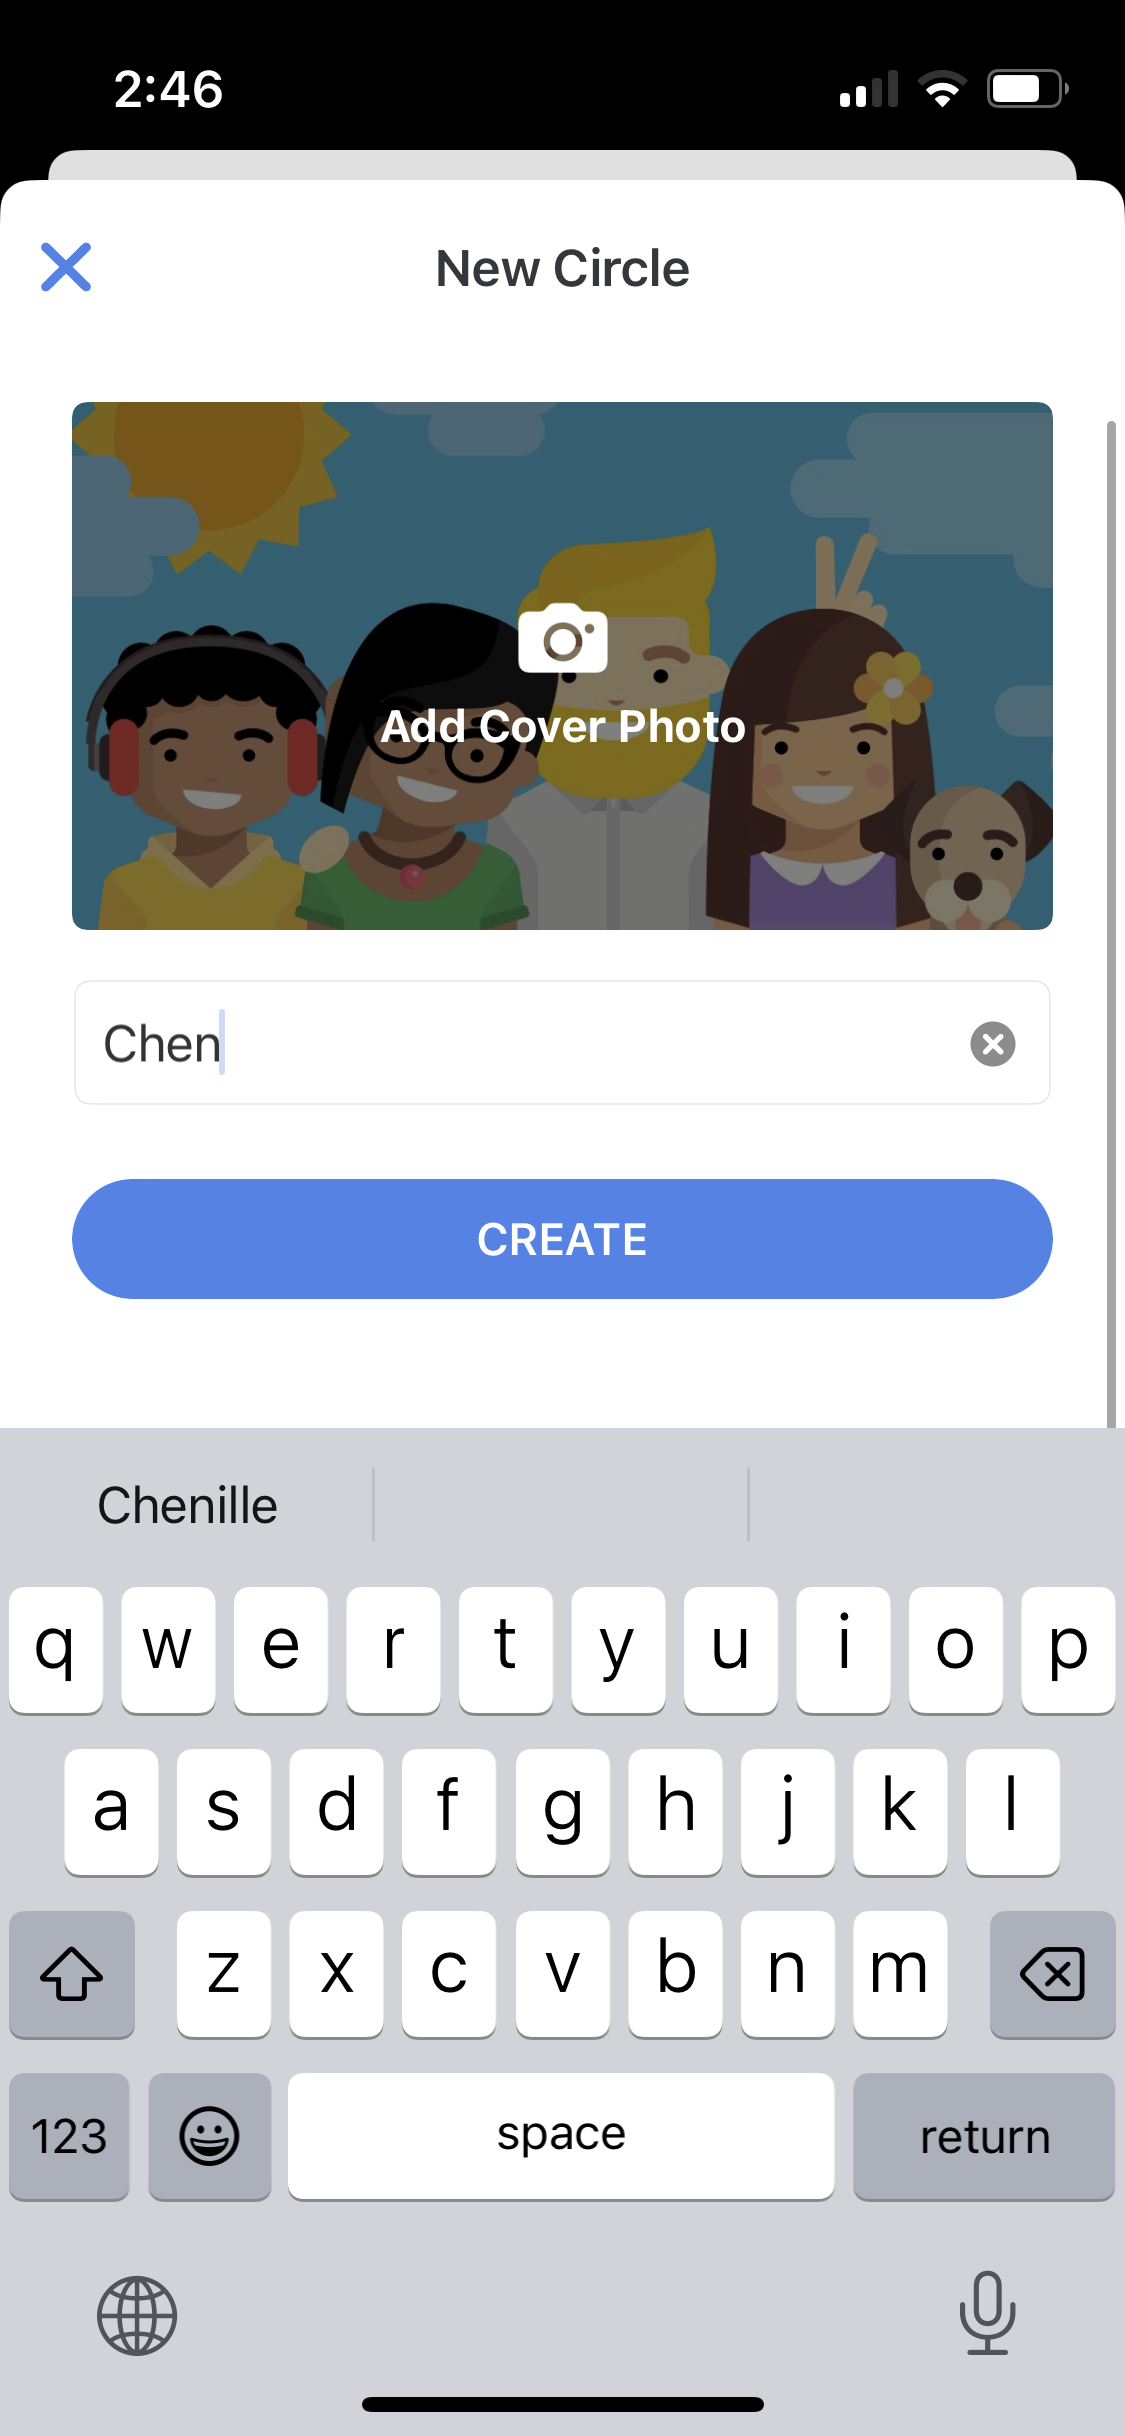 2:46
New Circle
Add Cover Photo
Chen
CREATE
Chenille
q w e r t y u i o p
a s d f g h j k l
z x c v b n m
123 space return